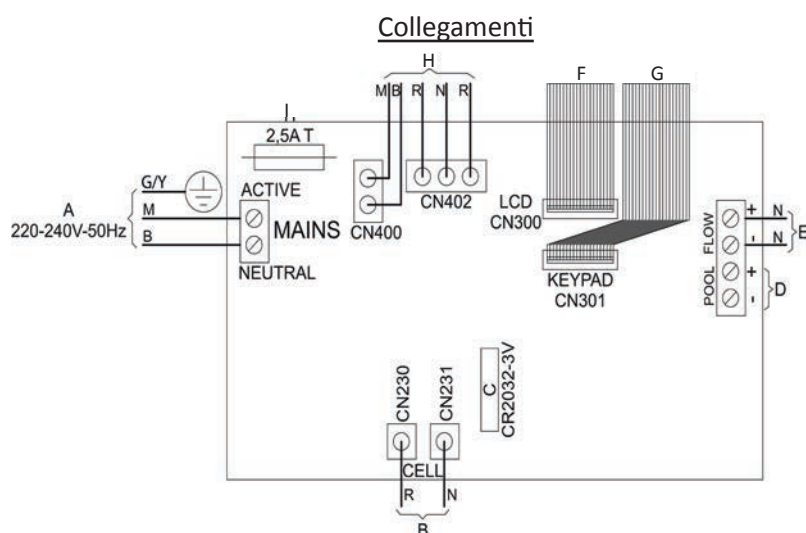 Collegamenti
H
F G
M B R N R
J.
2,5A T
G/Y
ACTIVE
A
220-240V-50Hz
M
B
MAINS
NEUTRAL
CN400
CN402
LCD
CN300
KEYPAD
CN301
FLOW
POOL
+ N
- N
E
+
-
D
CN230
CN231
C
CR2032-3V
CELL
R N
B